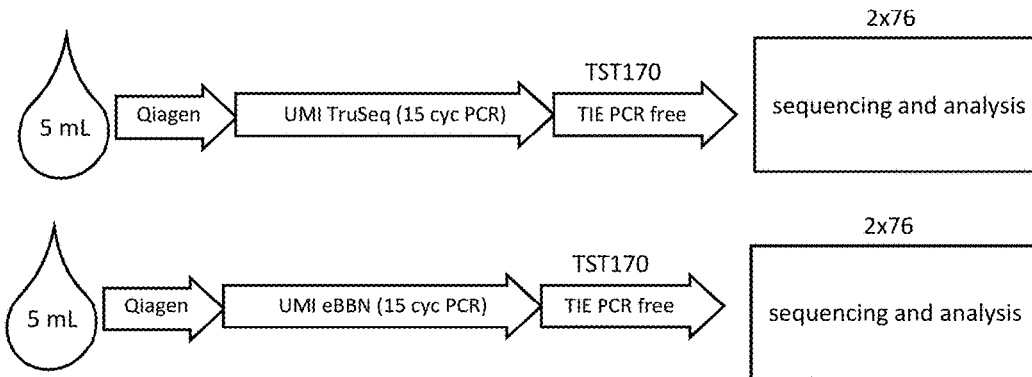 2x76
TST170
5 mL
Qiagen
UMI TruSeq (15 cyc PCR)
TIE PCR free
sequencing and analysis
2x76
TST170
5 mL
Qiagen
UMI eBBN (15 cyc PCR)
TIE PCR free
sequencing and analysis